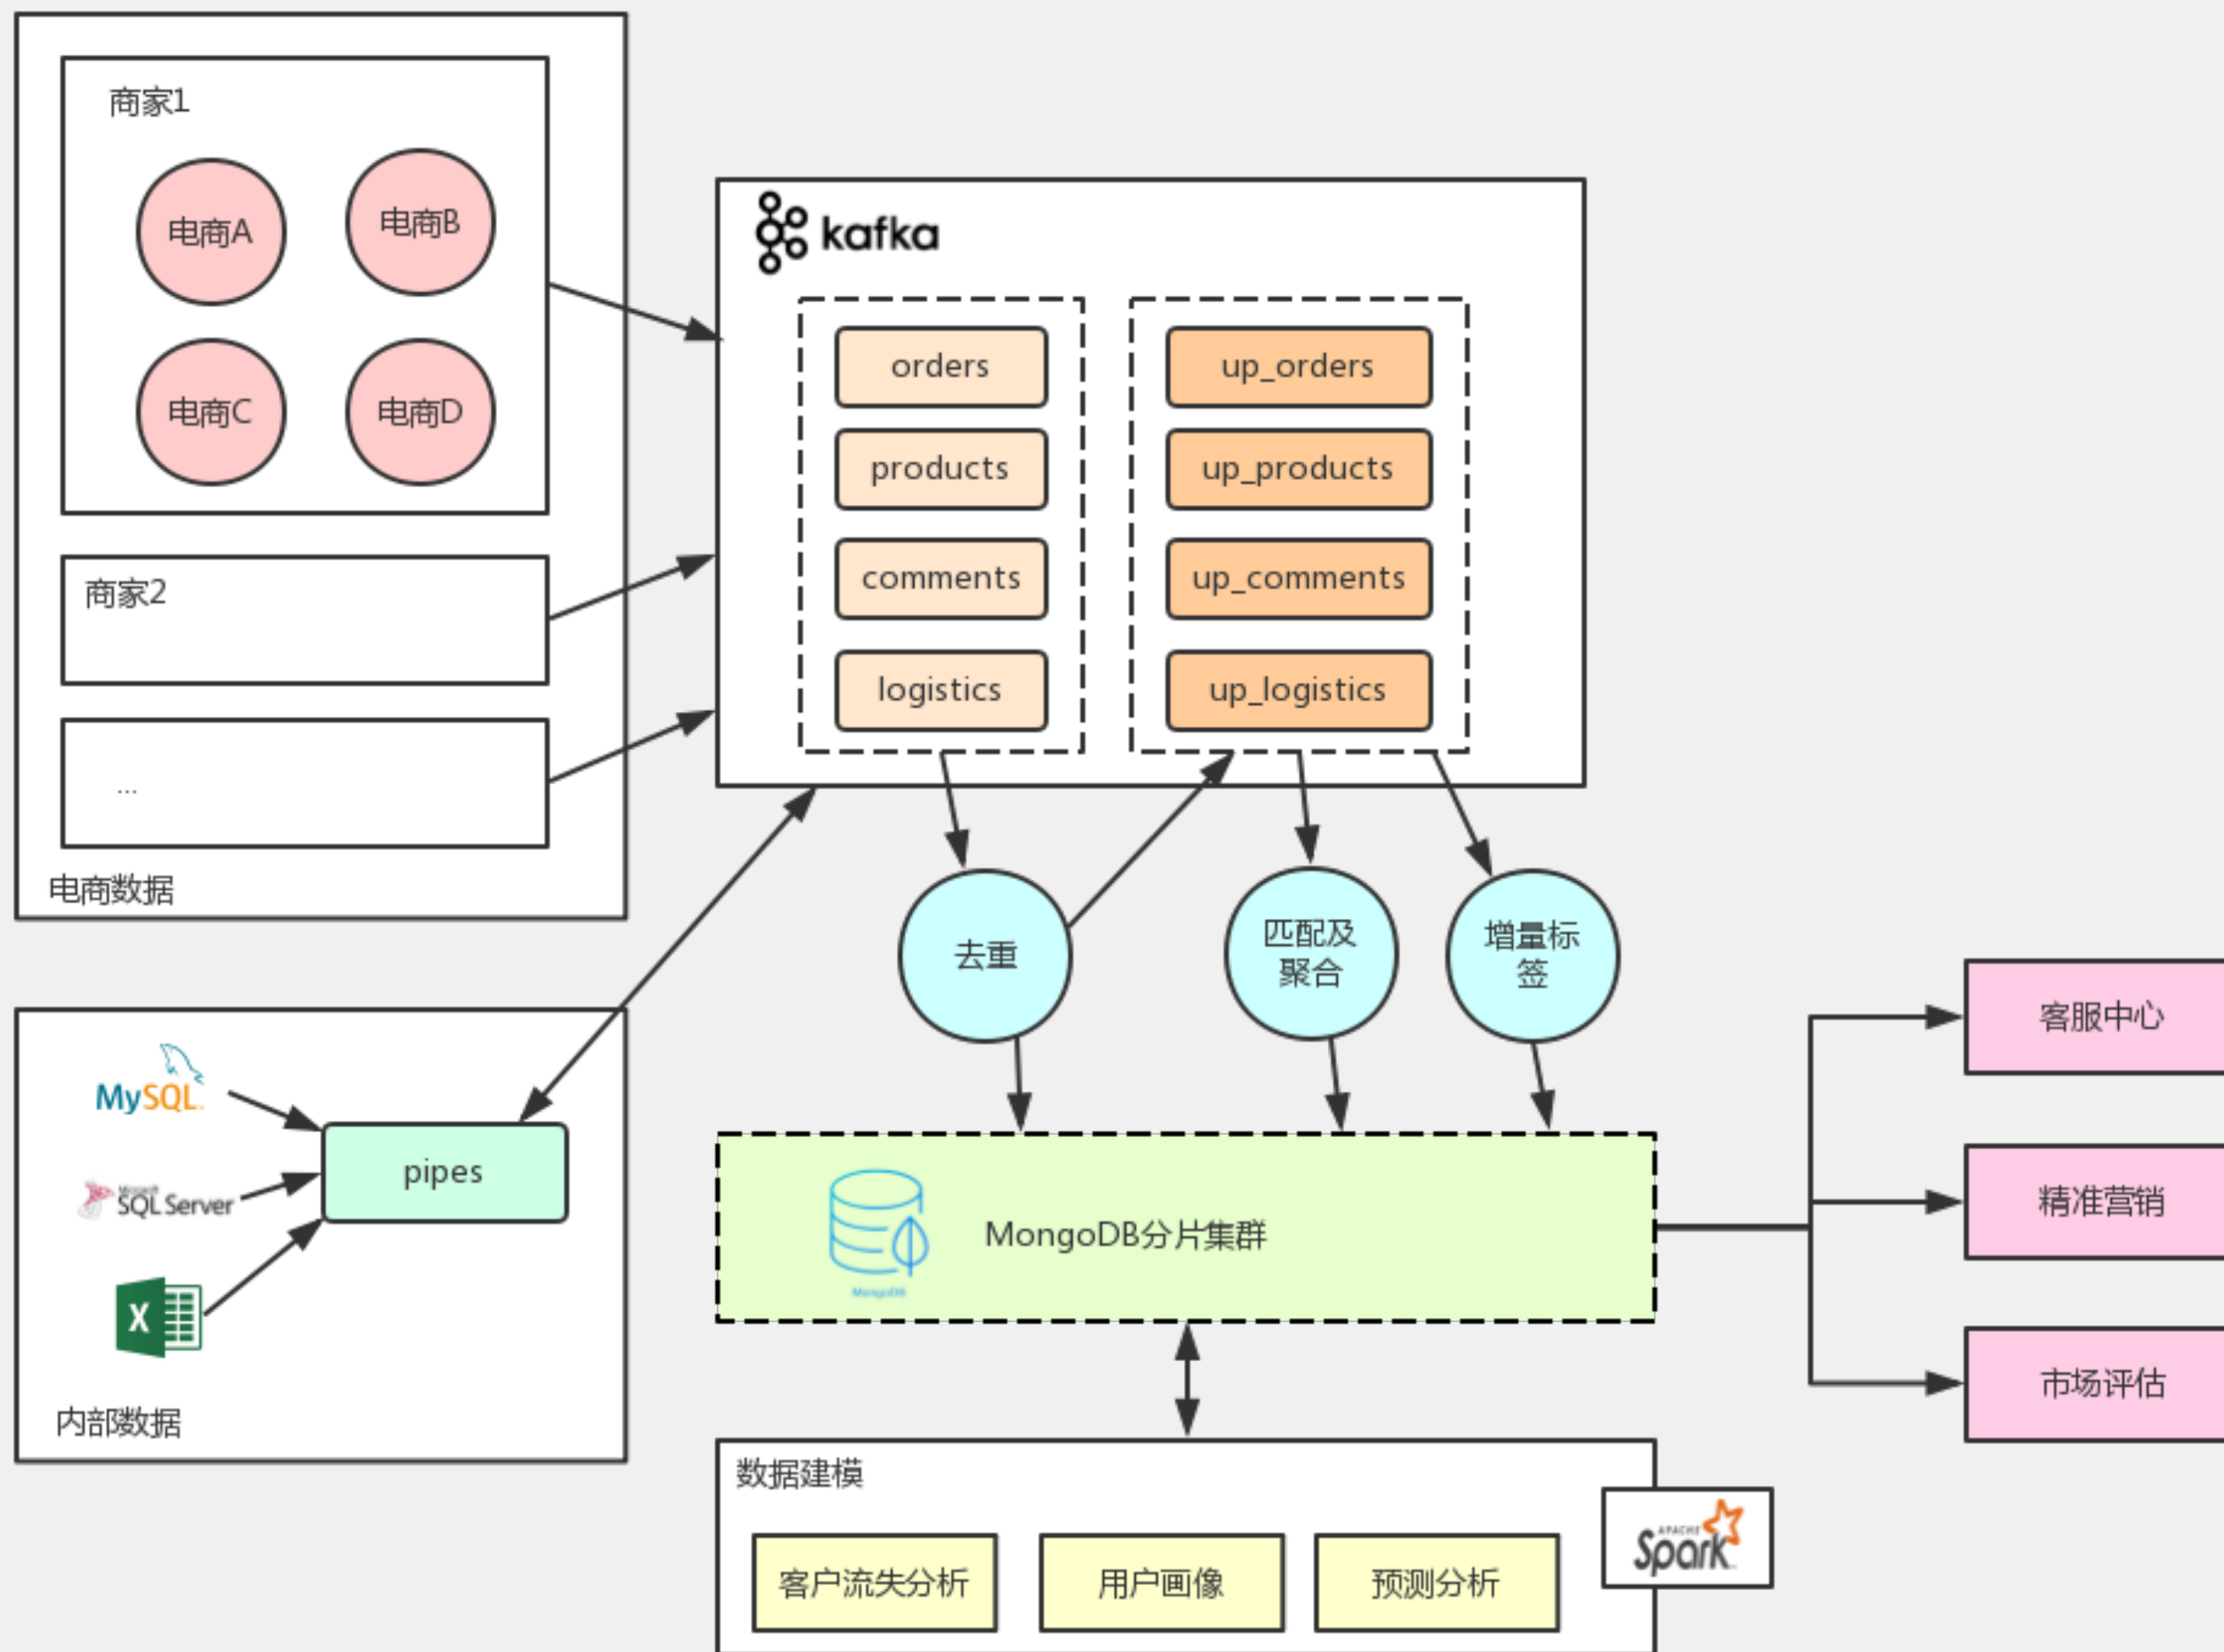 商家1
电商A
电商B
电商C
电商D
商家2
...
电商数据
kafka
orders
products
comments
logistics
up_orders
up_products
up_comments
up_logistics
去重
匹配及
聚合
增量标
签
MySQL
Microsoft
SQL Server
X
pipes
内部数据
MongoDB
MongoDB分片集群
客服中心
精准营销
市场评估
数据建模
客户流失分析
用户画像
预测分析
APACHE
Spark